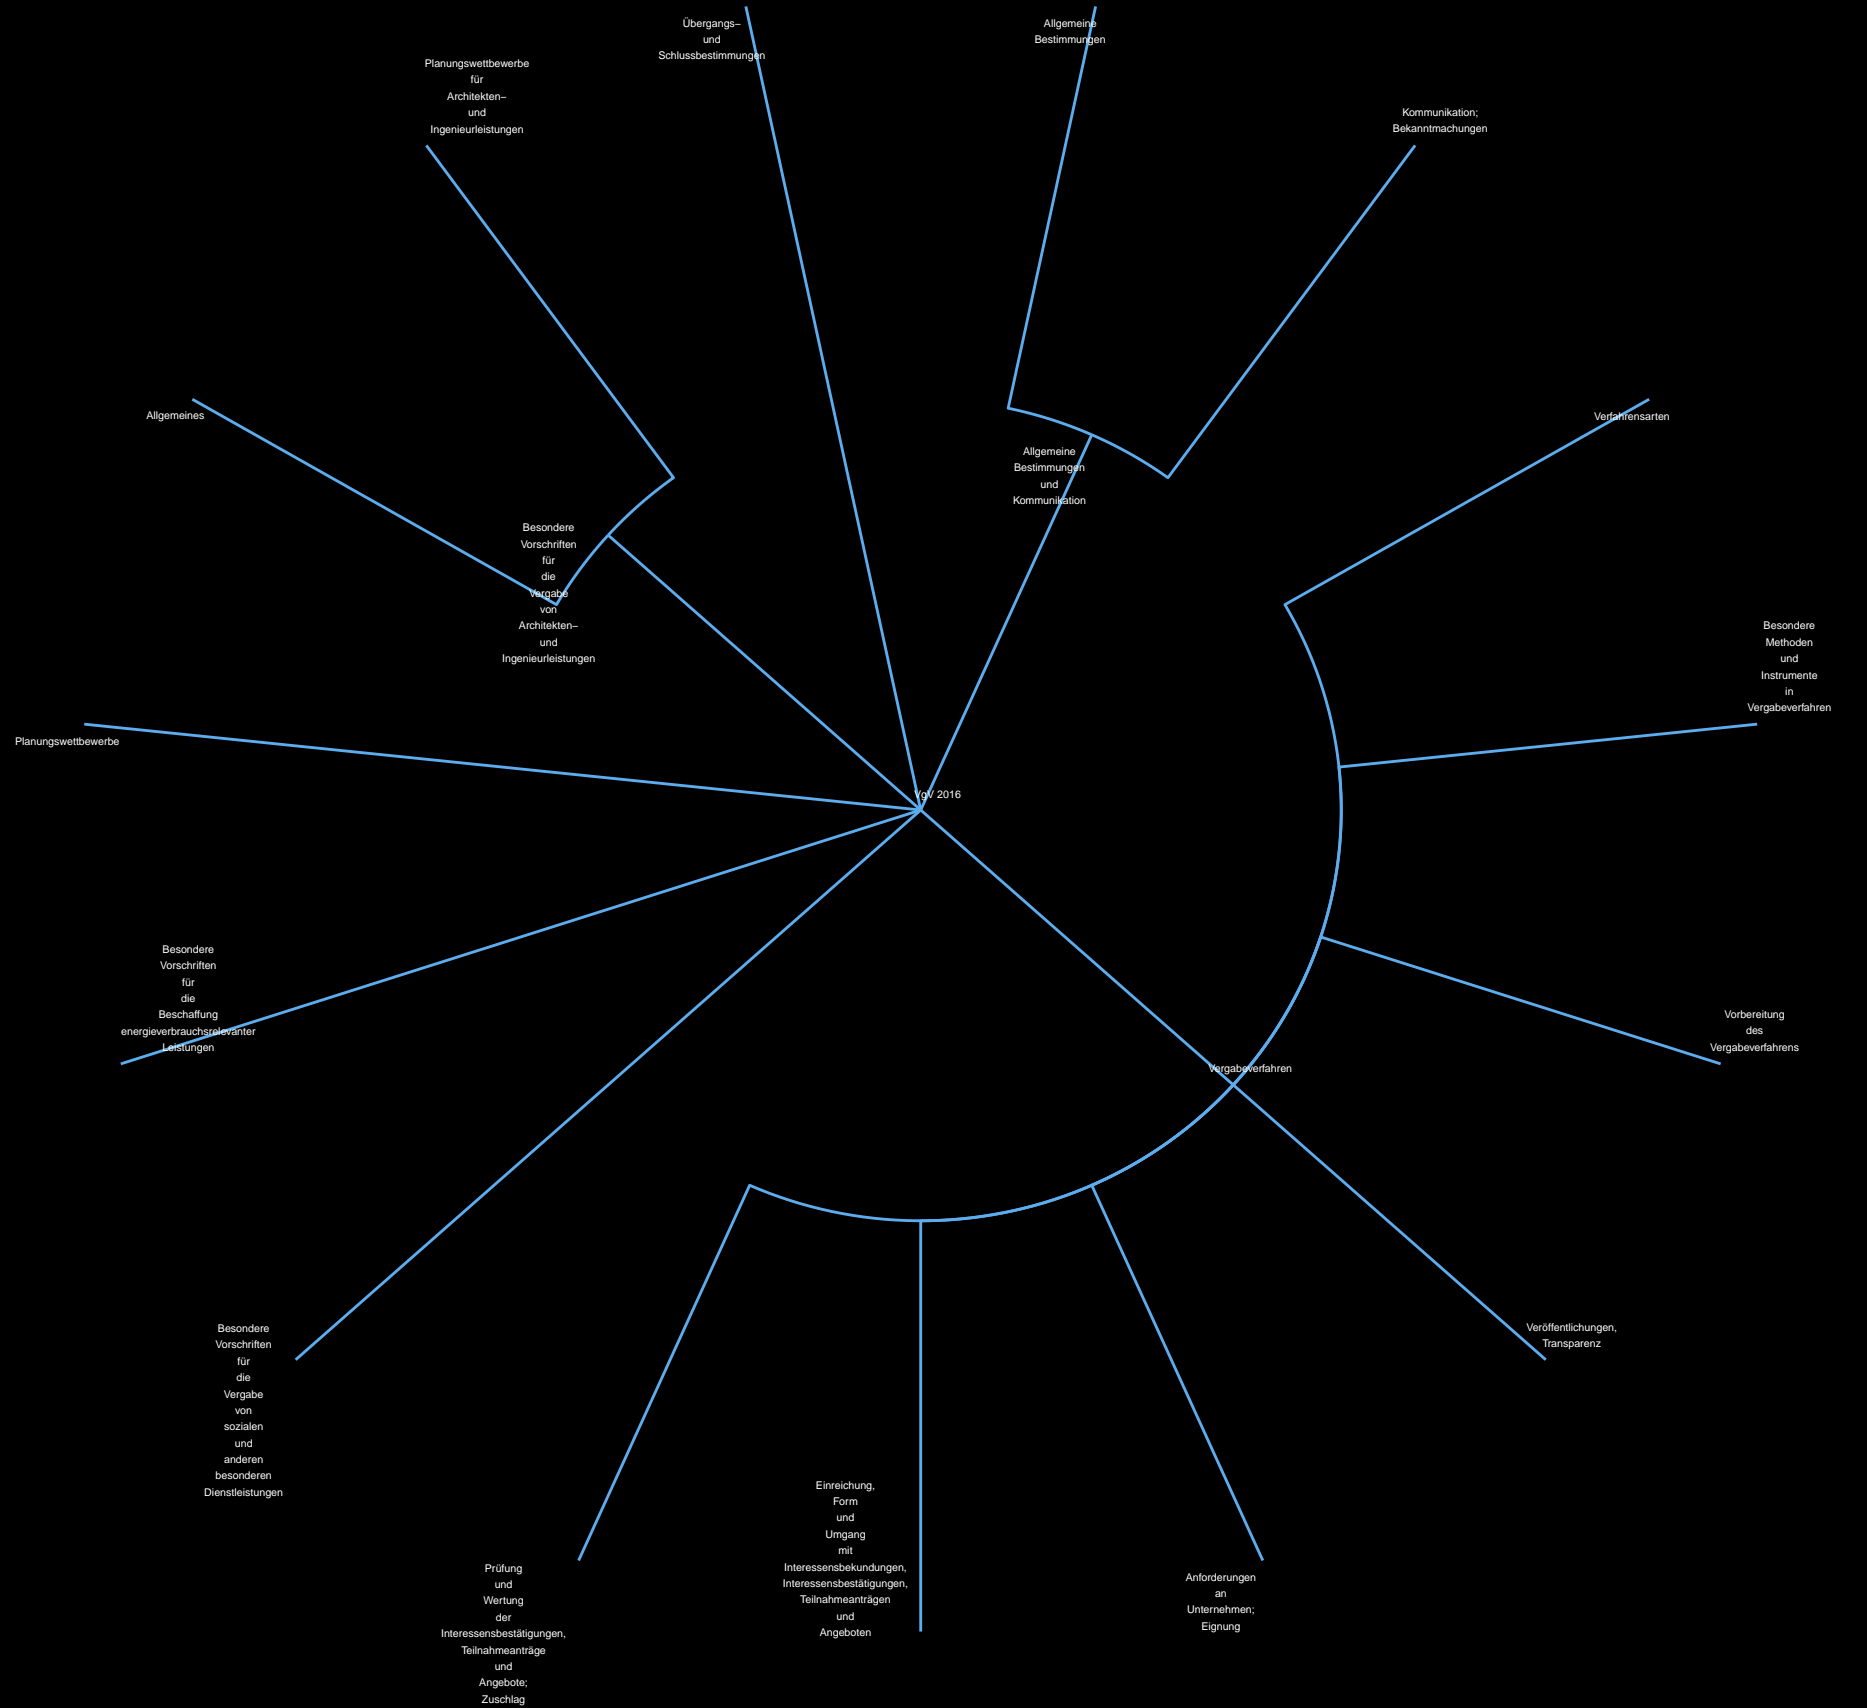 Übergangs–
und
Schlussbestimmungen
Allgemeine
Bestimmungen
Planungswettbewerbe
für
Architekten–
und
Ingenieurleistungen
Kommunikation;
Bekanntmachungen
Allgemeines
Verfahrensarten
Allgemeine
Bestimmungen
und
Kommunikation
Besondere
Vorschriften
für
die
Vergabe
von
Architekten–
und
Ingenieurleistungen
Besondere
Methoden
und
Instrumente
in
Vergabeverfahren
Planungswettbewerbe
VgV 2016
Besondere
Vorschriften
für
die
Beschaffung
energieverbrauchsrelevanter
Leistungen
Vorbereitung
des
Vergabeverfahrens
Vergabeverfahren
Besondere
Vorschriften
für
die
Vergabe
von
sozialen
und
anderen
besonderen
Dienstleistungen
Veröffentlichungen,
Transparenz
Einreichung,
Form
und
Umgang
mit
Interessensbekundungen,
Interessensbestätigungen,
Teilnahmeanträgen
und
Angeboten
Prüfung
und
Wertung
der
Interessensbestätigungen,
Teilnahmeanträge
und
Angebote;
Zuschlag
Anforderungen
an
Unternehmen;
Eignung